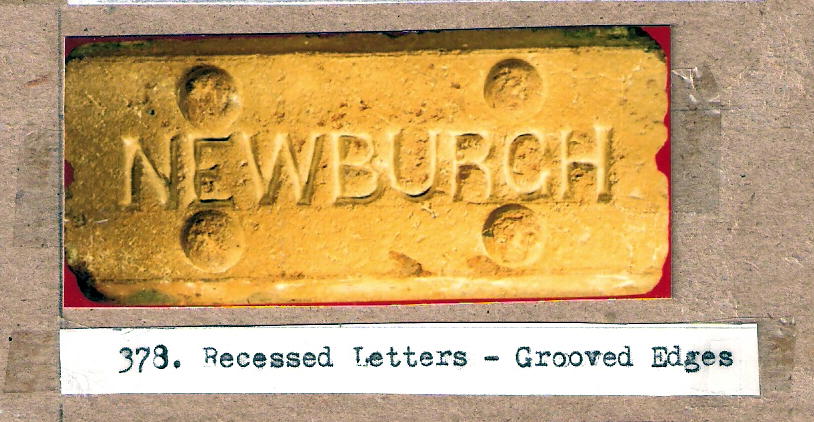 NEWBURGH
378. Recessed Letters - Grooved Edges